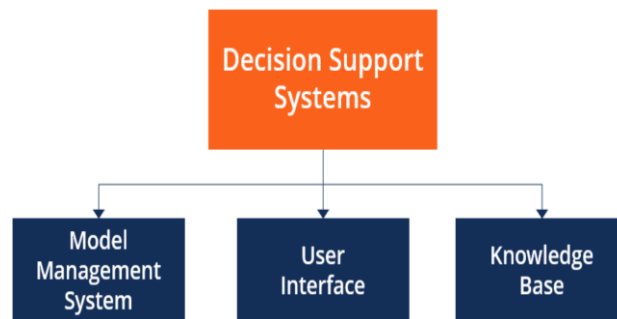 Decision Support
Systems
Model
Management
System
User
Interface
Knowledge
Base